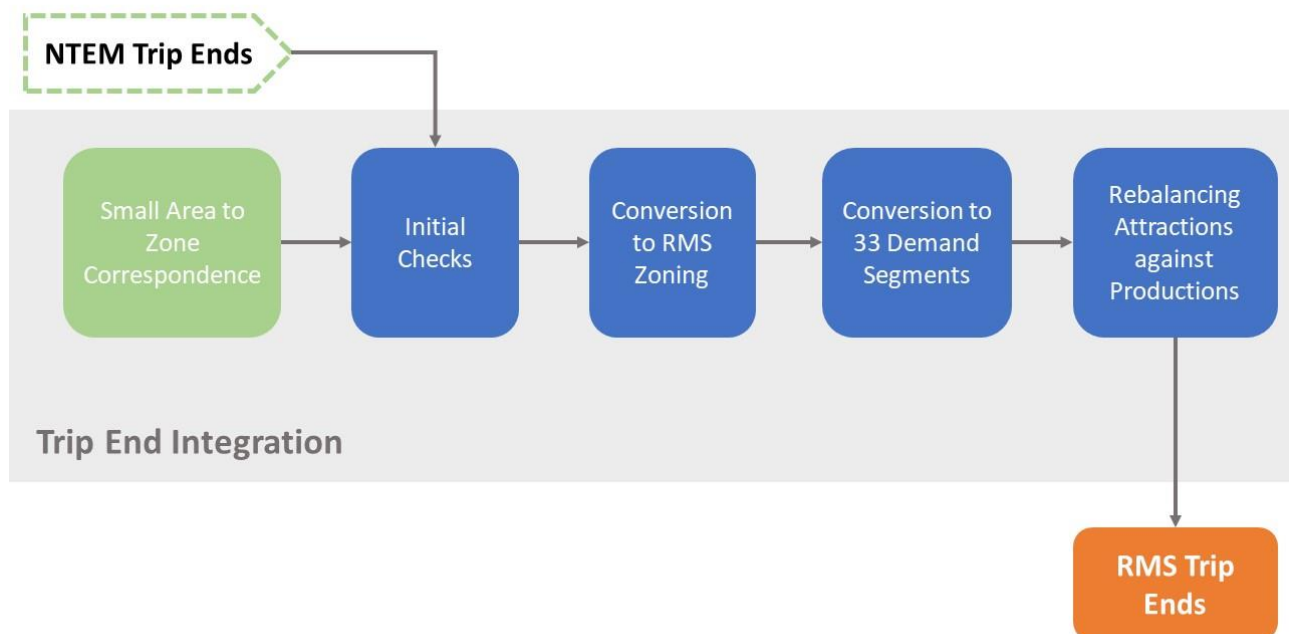 NTEM Trip Ends
Small Area to
Zone
Correspondence
Initial
Checks
Conversion
to RMS
Zoning
Conversion to
33 Demand
Segments
Rebalancing
Attractions
against
Productions
Trip End Integration
RMS Trip
Ends